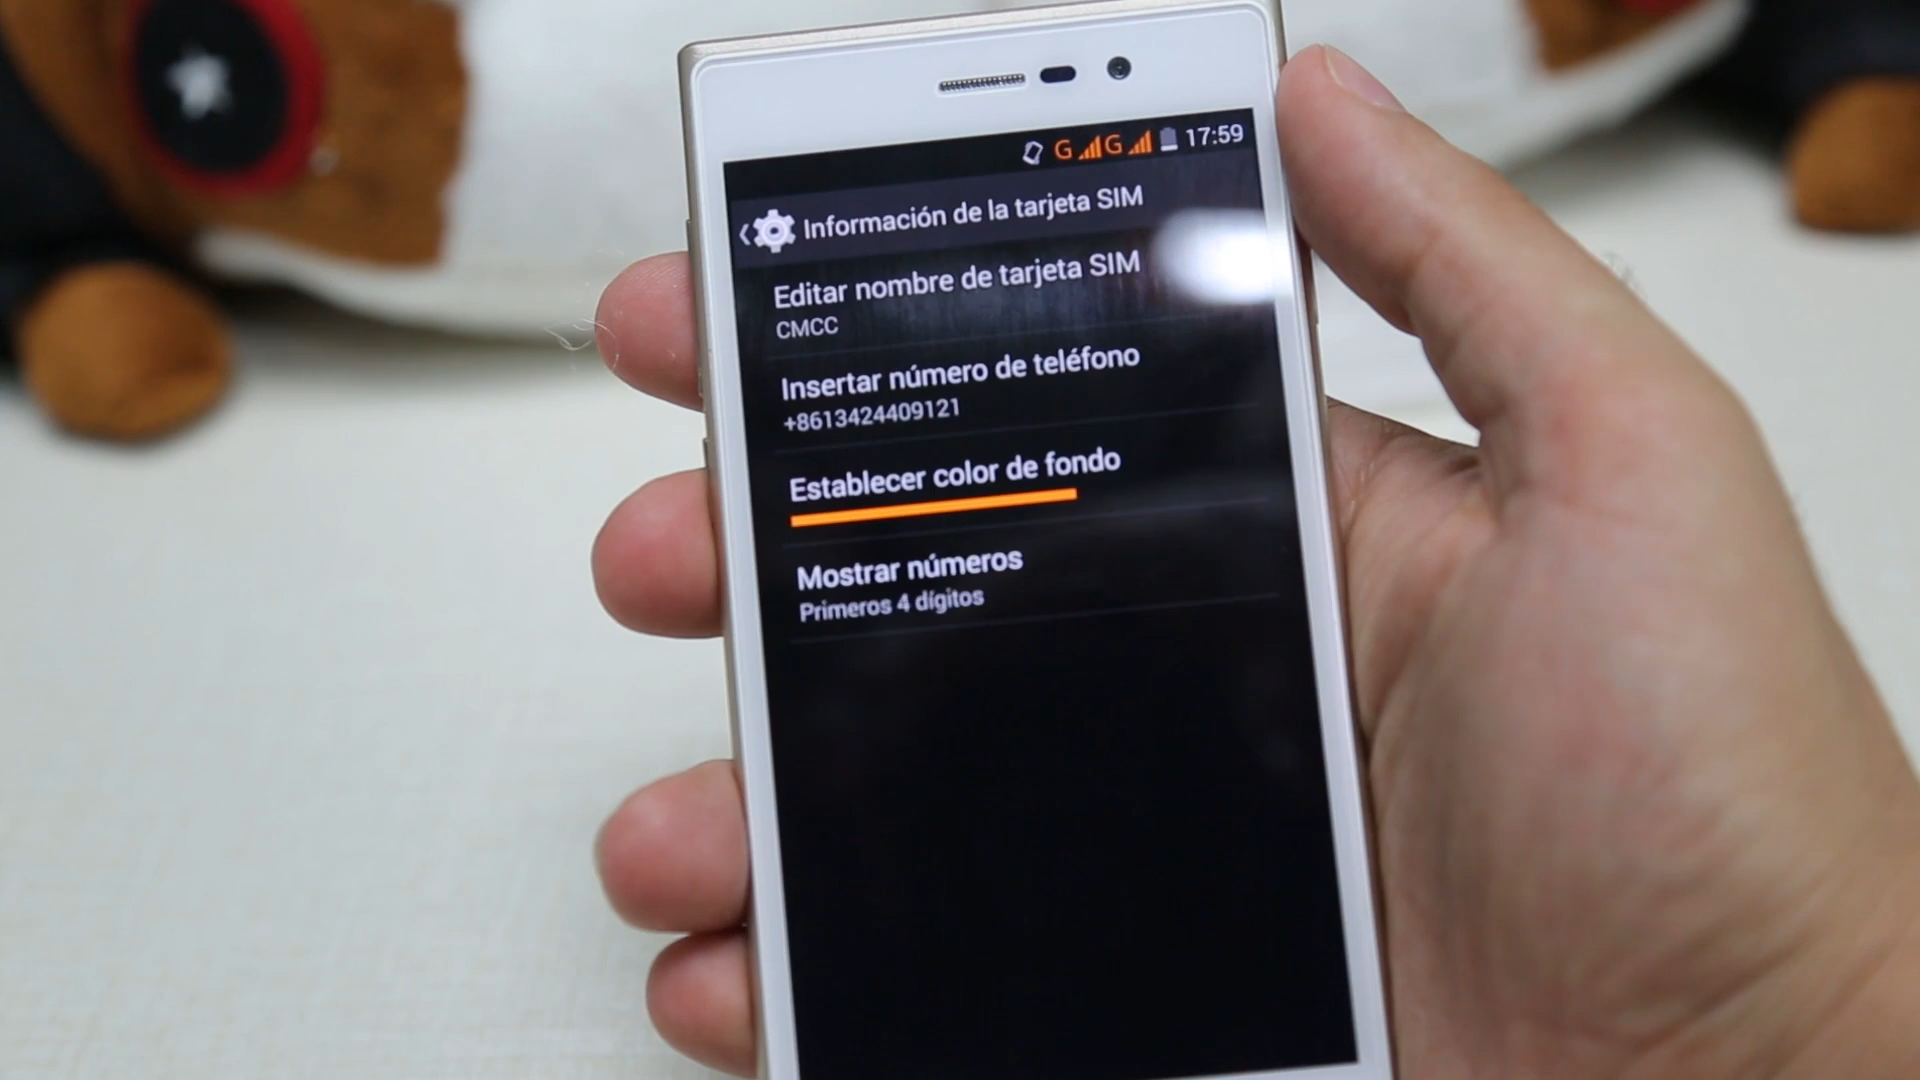 G G 17:59
Información de la tarjeta SIM
Editar nombre de tarjeta SIM
CMCC
Insertar número de teléfono
+8613424409121
Establecer color de fondo
Mostrar números
Primeros 4 dígitos